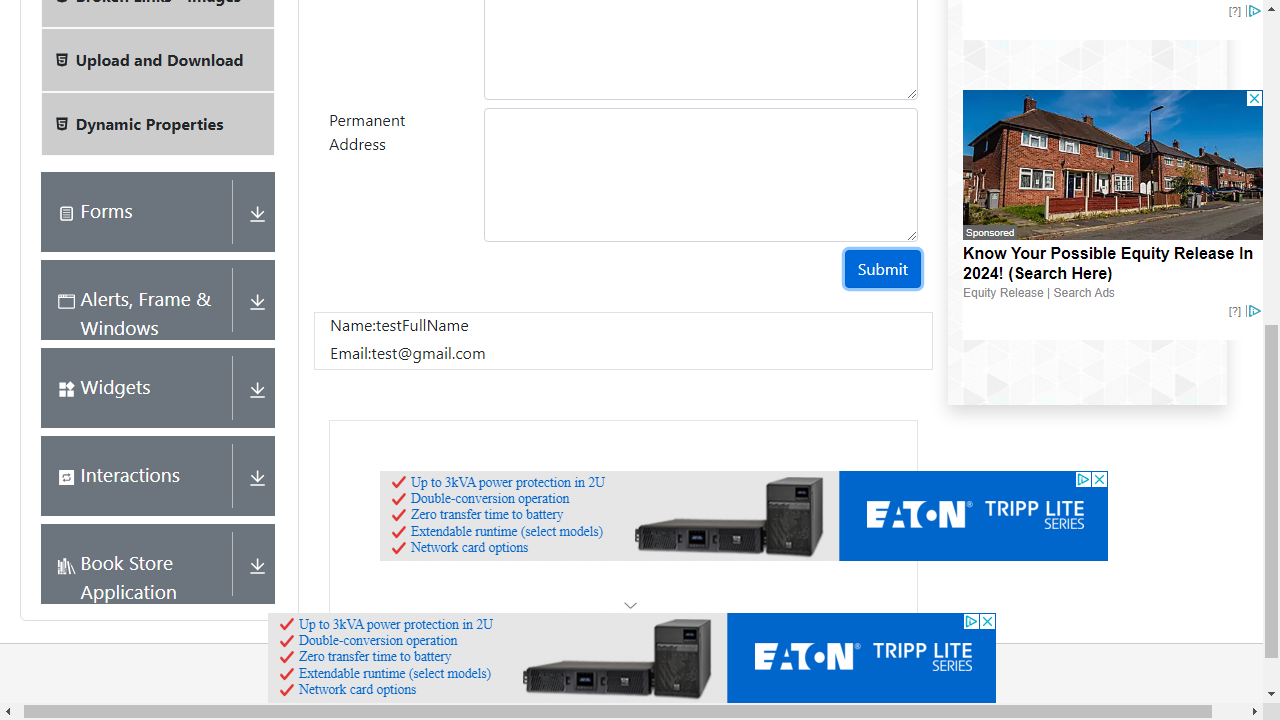 Broken Links - Images
Upload and Download
Dynamic Properties
Forms
Alerts, Frame &
Windows
Widgets
Interactions
Book Store
Application
Permanent
Address
Submit
Name:testFullName
Email:test@gmail.com
[?]
Sponsored
Know Your Possible Equity Release In
2024! (Search Here)
Equity Release | Search Ads
[?]
Up to 3kVA power protection in 2U
Double-conversion operation
Zero transfer time to battery
Extendable runtime (select models)
Network card options
EATON
TRIPP LITE
SERIES
Up to 3kVA power protection in 2U
Double-conversion operation
Zero transfer time to battery
Extendable runtime (select models)
Network card options
EATON
TRIPP LITE
SERIES